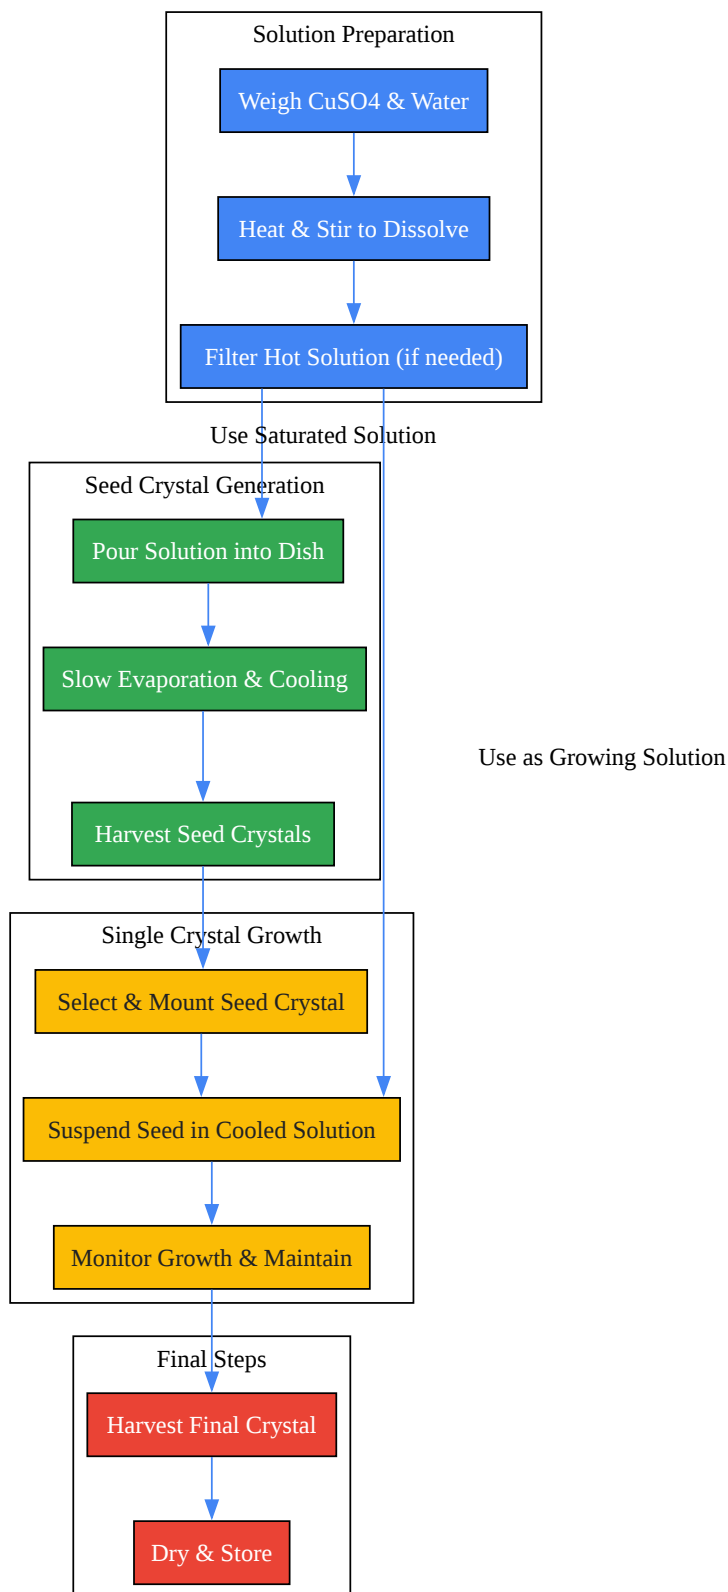 Solution Preparation
Weigh CuSO4 & Water
Heat & Stir to Dissolve
Filter Hot Solution (if needed)
Use Saturated Solution
Seed Crystal Generation
Pour Solution into Dish
Slow Evaporation & Cooling
Use as Growing Solution
Harvest Seed Crystals
Single Crystal Growth
Select & Mount Seed Crystal
Suspend Seed in Cooled Solution
Monitor Growth & Maintain
Final Steps
Harvest Final Crystal
Dry & Store